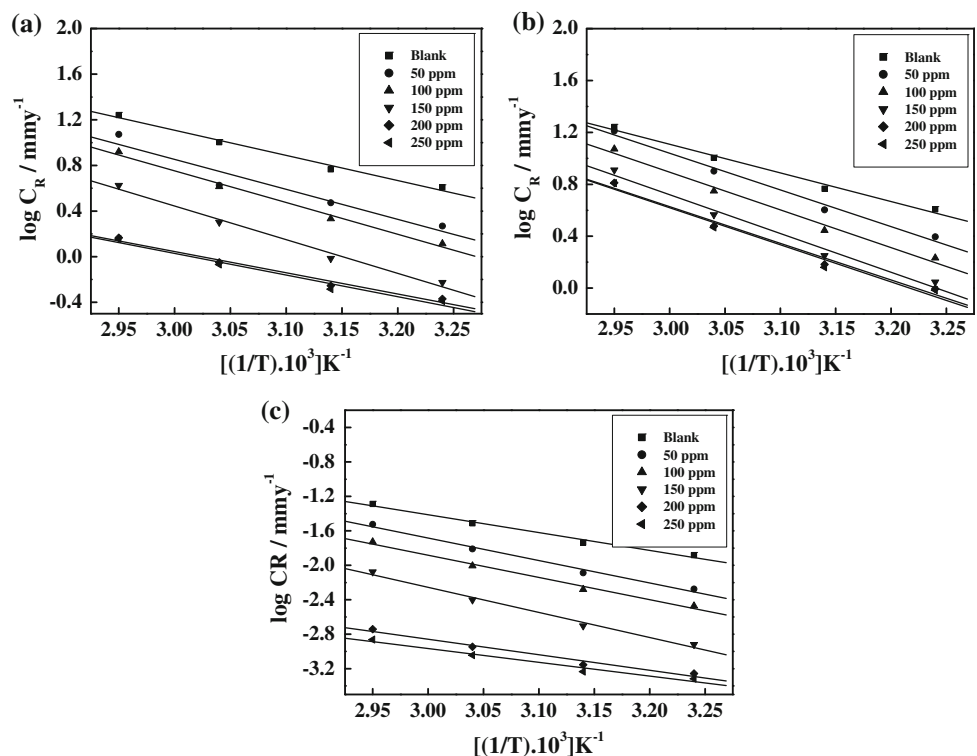 (a)
2.0
1.6
1.2
0.8
0.4
0.0
-0.4
log C_R / mmy⁻¹
Blank
50 ppm
100 ppm
150 ppm
200 ppm
250 ppm
2.95 3.00 3.05 3.10 3.15 3.20 3.25
[(1/T).10³]K⁻¹
(b)
2.0
1.6
1.2
0.8
0.4
0.0
log C_R / mmy⁻¹
Blank
50 ppm
100 ppm
150 ppm
200 ppm
250 ppm
2.95 3.00 3.05 3.10 3.15 3.20 3.25
[(1/T).10³]K⁻¹
(c)
-0.4
-0.8
-1.2
-1.6
-2.0
-2.4
-2.8
-3.2
log CR / mmy⁻¹
Blank
50 ppm
100 ppm
150 ppm
200 ppm
250 ppm
2.95 3.00 3.05 3.10 3.15 3.20 3.25
[(1/T).10³]K⁻¹